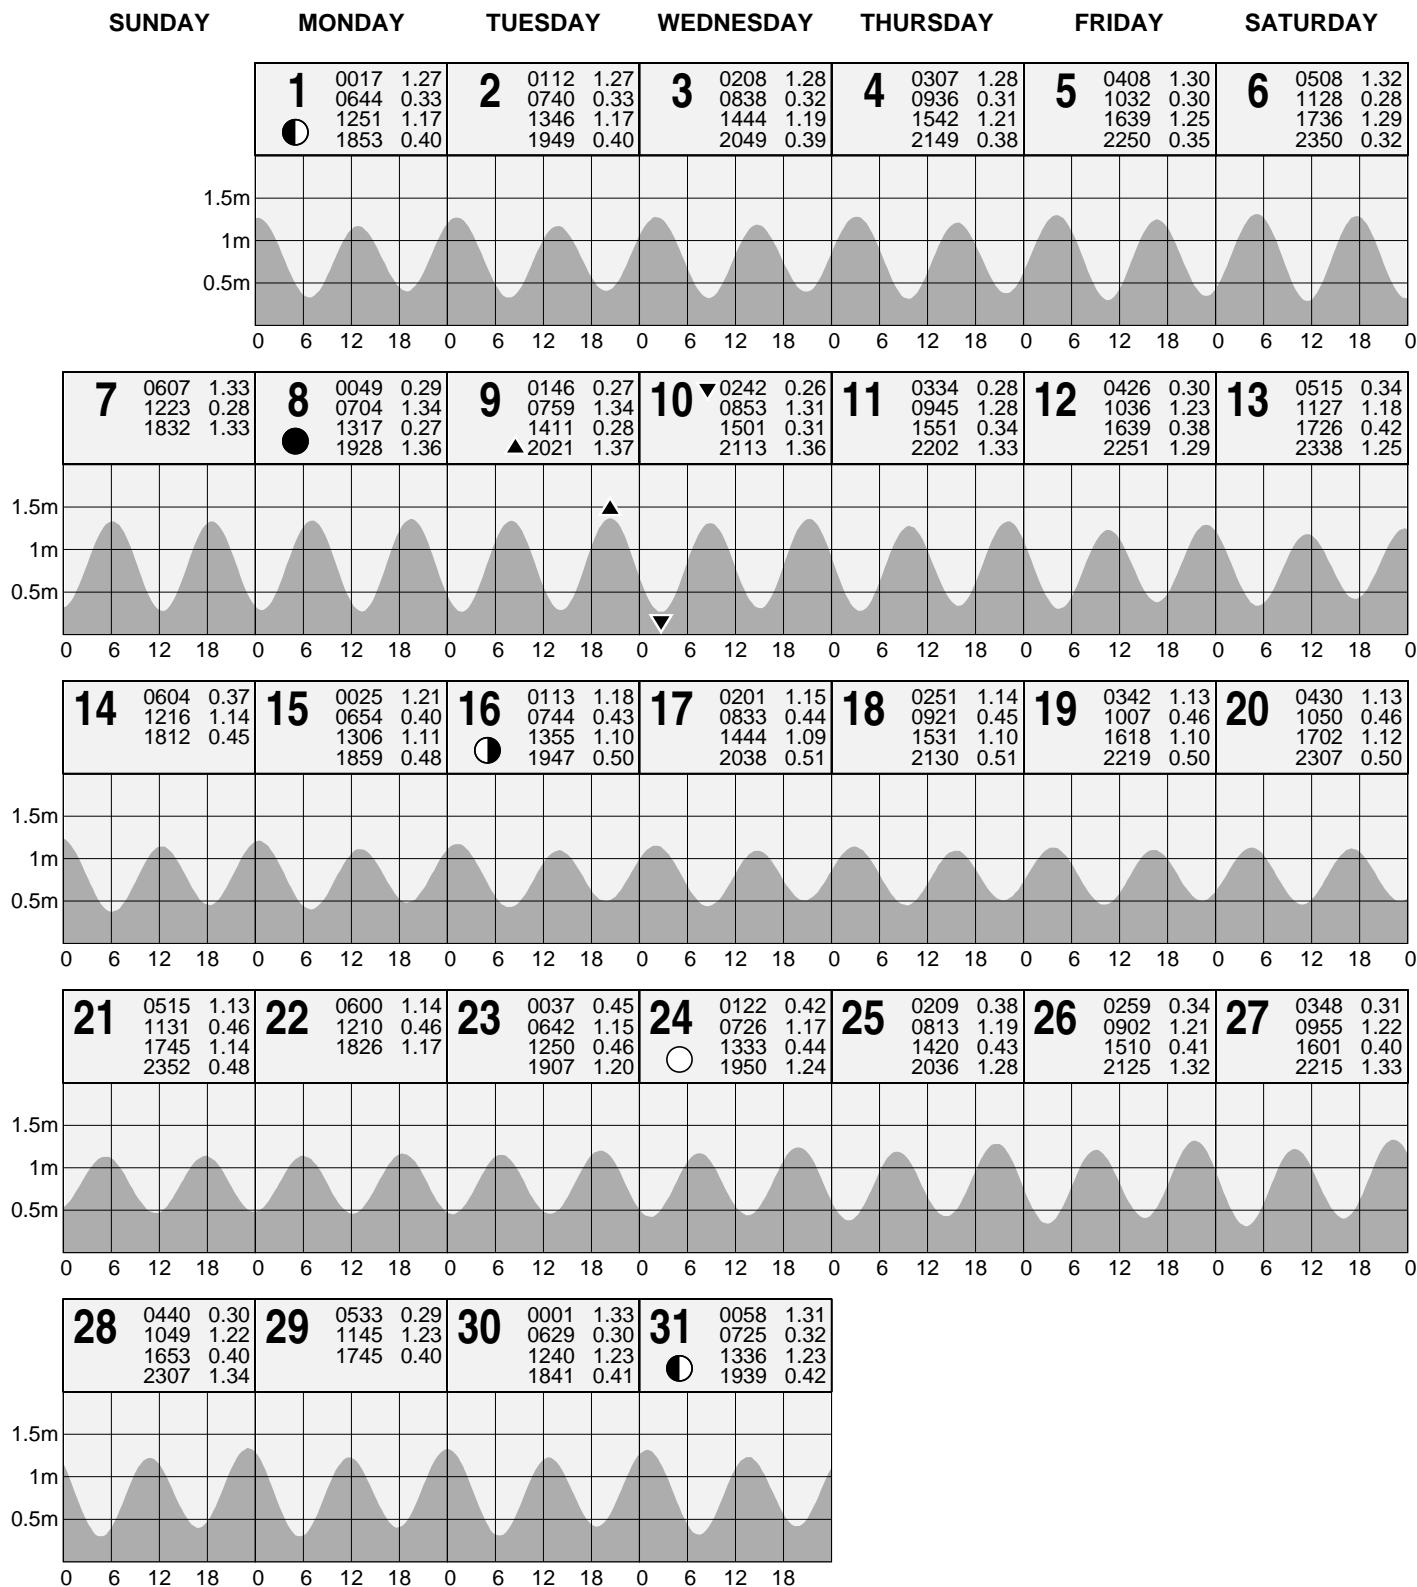 SUNDAY MONDAY TUESDAY WEDNESDAY THURSDAY FRIDAY SATURDAY
1 0017 1.27 2 0112 1.27 3 0208 1.28 4 0307 1.28 5 0408 1.30 6 0508 1.32
0644 0.33 0740 0.33 0838 0.32 0936 0.31 1032 0.30 1128 0.28
1251 1.17 1346 1.17 1444 1.19 1542 1.21 1639 1.25 1736 1.29
1853 0.40 1949 0.40 2049 0.39 2149 0.38 2250 0.35 2350 0.32
1.5m
1m
0.5m
0 6 12 18 0 6 12 18 0 6 12 18 0 6 12 18 0 6 12 18 0 6 12 18 0
7 0607 1.33 8 0049 0.29 9 0146 0.27 10 ▼0242 0.26 11 0334 0.28 12 0426 0.30 13 0515 0.34
1223 0.28 0704 1.34 0759 1.34 0853 1.31 0945 1.28 1036 1.23 1127 1.18
1832 1.33 1317 0.27 1411 0.28 1501 0.31 1551 0.34 1639 0.38 1726 0.42
1928 1.36 ▲2021 1.37 2113 1.36 2202 1.33 2251 1.29 2338 1.25
1.5m
1m
0.5m
0 6 12 18 0 6 12 18 0 6 12 18 0 6 12 18 0 6 12 18 0 6 12 18 0 6 12 18 0
14 0604 0.37 15 0025 1.21 16 0113 1.18 17 0201 1.15 18 0251 1.14 19 0342 1.13 20 0430 1.13
1216 1.14 0654 0.40 0744 0.43 0833 0.44 0921 0.45 1007 0.46 1050 0.46
1812 0.45 1306 1.11 1355 1.10 1444 1.09 1531 1.10 1618 1.10 1702 1.12
1859 0.48 1947 0.50 2038 0.51 2130 0.51 2219 0.50 2307 0.50
1.5m
1m
0.5m
0 6 12 18 0 6 12 18 0 6 12 18 0 6 12 18 0 6 12 18 0 6 12 18 0 6 12 18 0
21 0515 1.13 22 0600 1.14 23 0037 0.45 24 0122 0.42 25 0209 0.38 26 0259 0.34 27 0348 0.31
1131 0.46 1210 0.46 0642 1.15 0726 1.17 0813 1.19 0902 1.21 0955 1.22
1745 1.14 1826 1.17 1250 0.46 1333 0.44 1420 0.43 1510 0.41 1601 0.40
2352 0.48 1907 1.20 1950 1.24 2036 1.28 2125 1.32 2215 1.33
1.5m
1m
0.5m
0 6 12 18 0 6 12 18 0 6 12 18 0 6 12 18 0 6 12 18 0 6 12 18 0 6 12 18 0
28 0440 0.30 29 0533 0.29 30 0001 1.33 31 0058 1.31
1049 1.22 1145 1.23 0629 0.30 0725 0.32
1653 0.40 1745 0.40 1240 1.23 1336 1.23
2307 1.34 1841 0.41 1939 0.42
1.5m
1m
0.5m
0 6 12 18 0 6 12 18 0 6 12 18 0 6 12 18